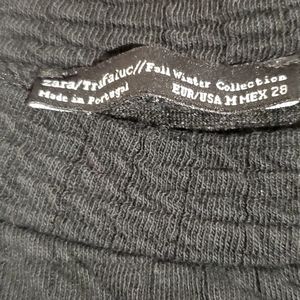 Zara/Trafaluc//Fall Winter Collection
Made in Portugal EUR/USA M MEX 28